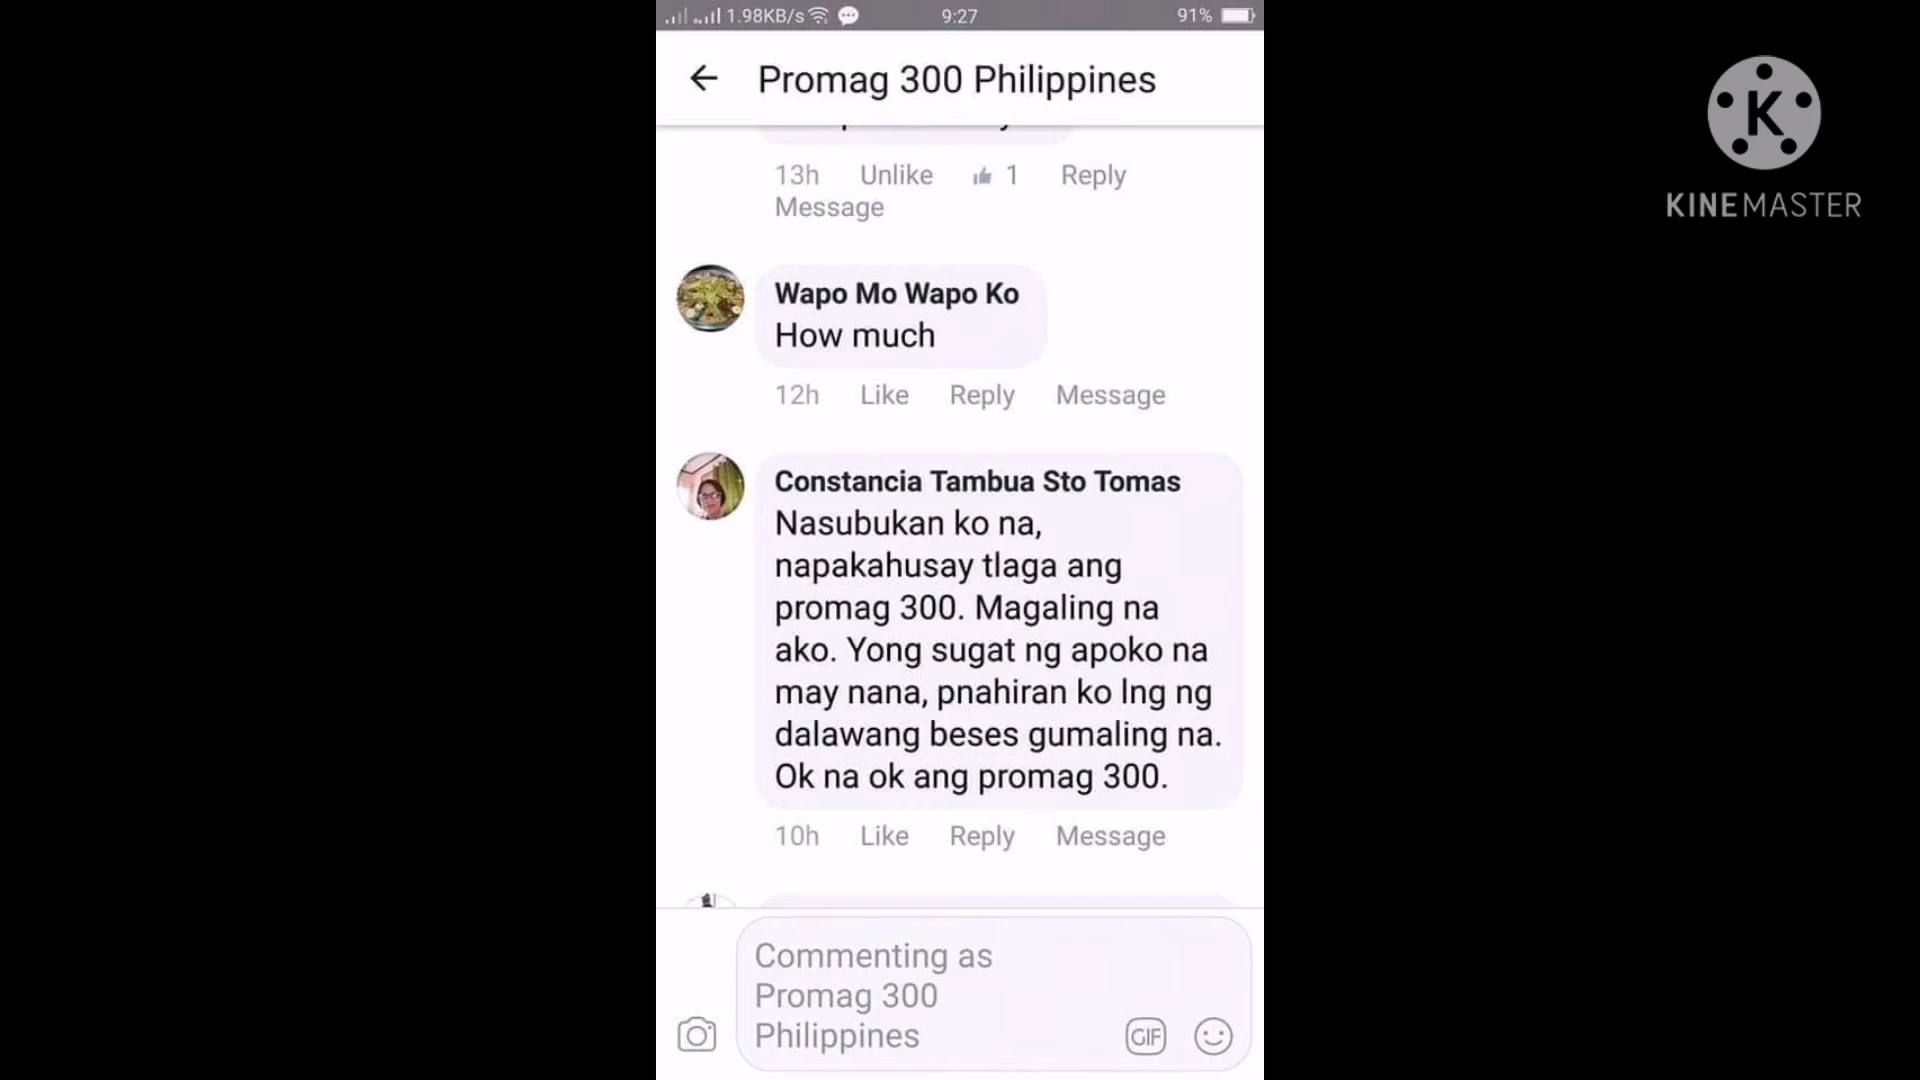 1.98KB/s
9:27
91%
Promag 300 Philippines
13h Unlike 1 Reply
Message
Wapo Mo Wapo Ko
How much
12h Like Reply Message
Constancia Tambua Sto Tomas
Nasubukan ko na,
napakahusay tlaga ang
promag 300. Magaling na
ako. Yong sugat ng apoko na
may nana, pnahiran ko lng ng
dalawang beses gumaling na.
Ok na ok ang promag 300.
10h Like Reply Message
Commenting as
Promag 300
Philippines
GIF
K
KINEMASTER